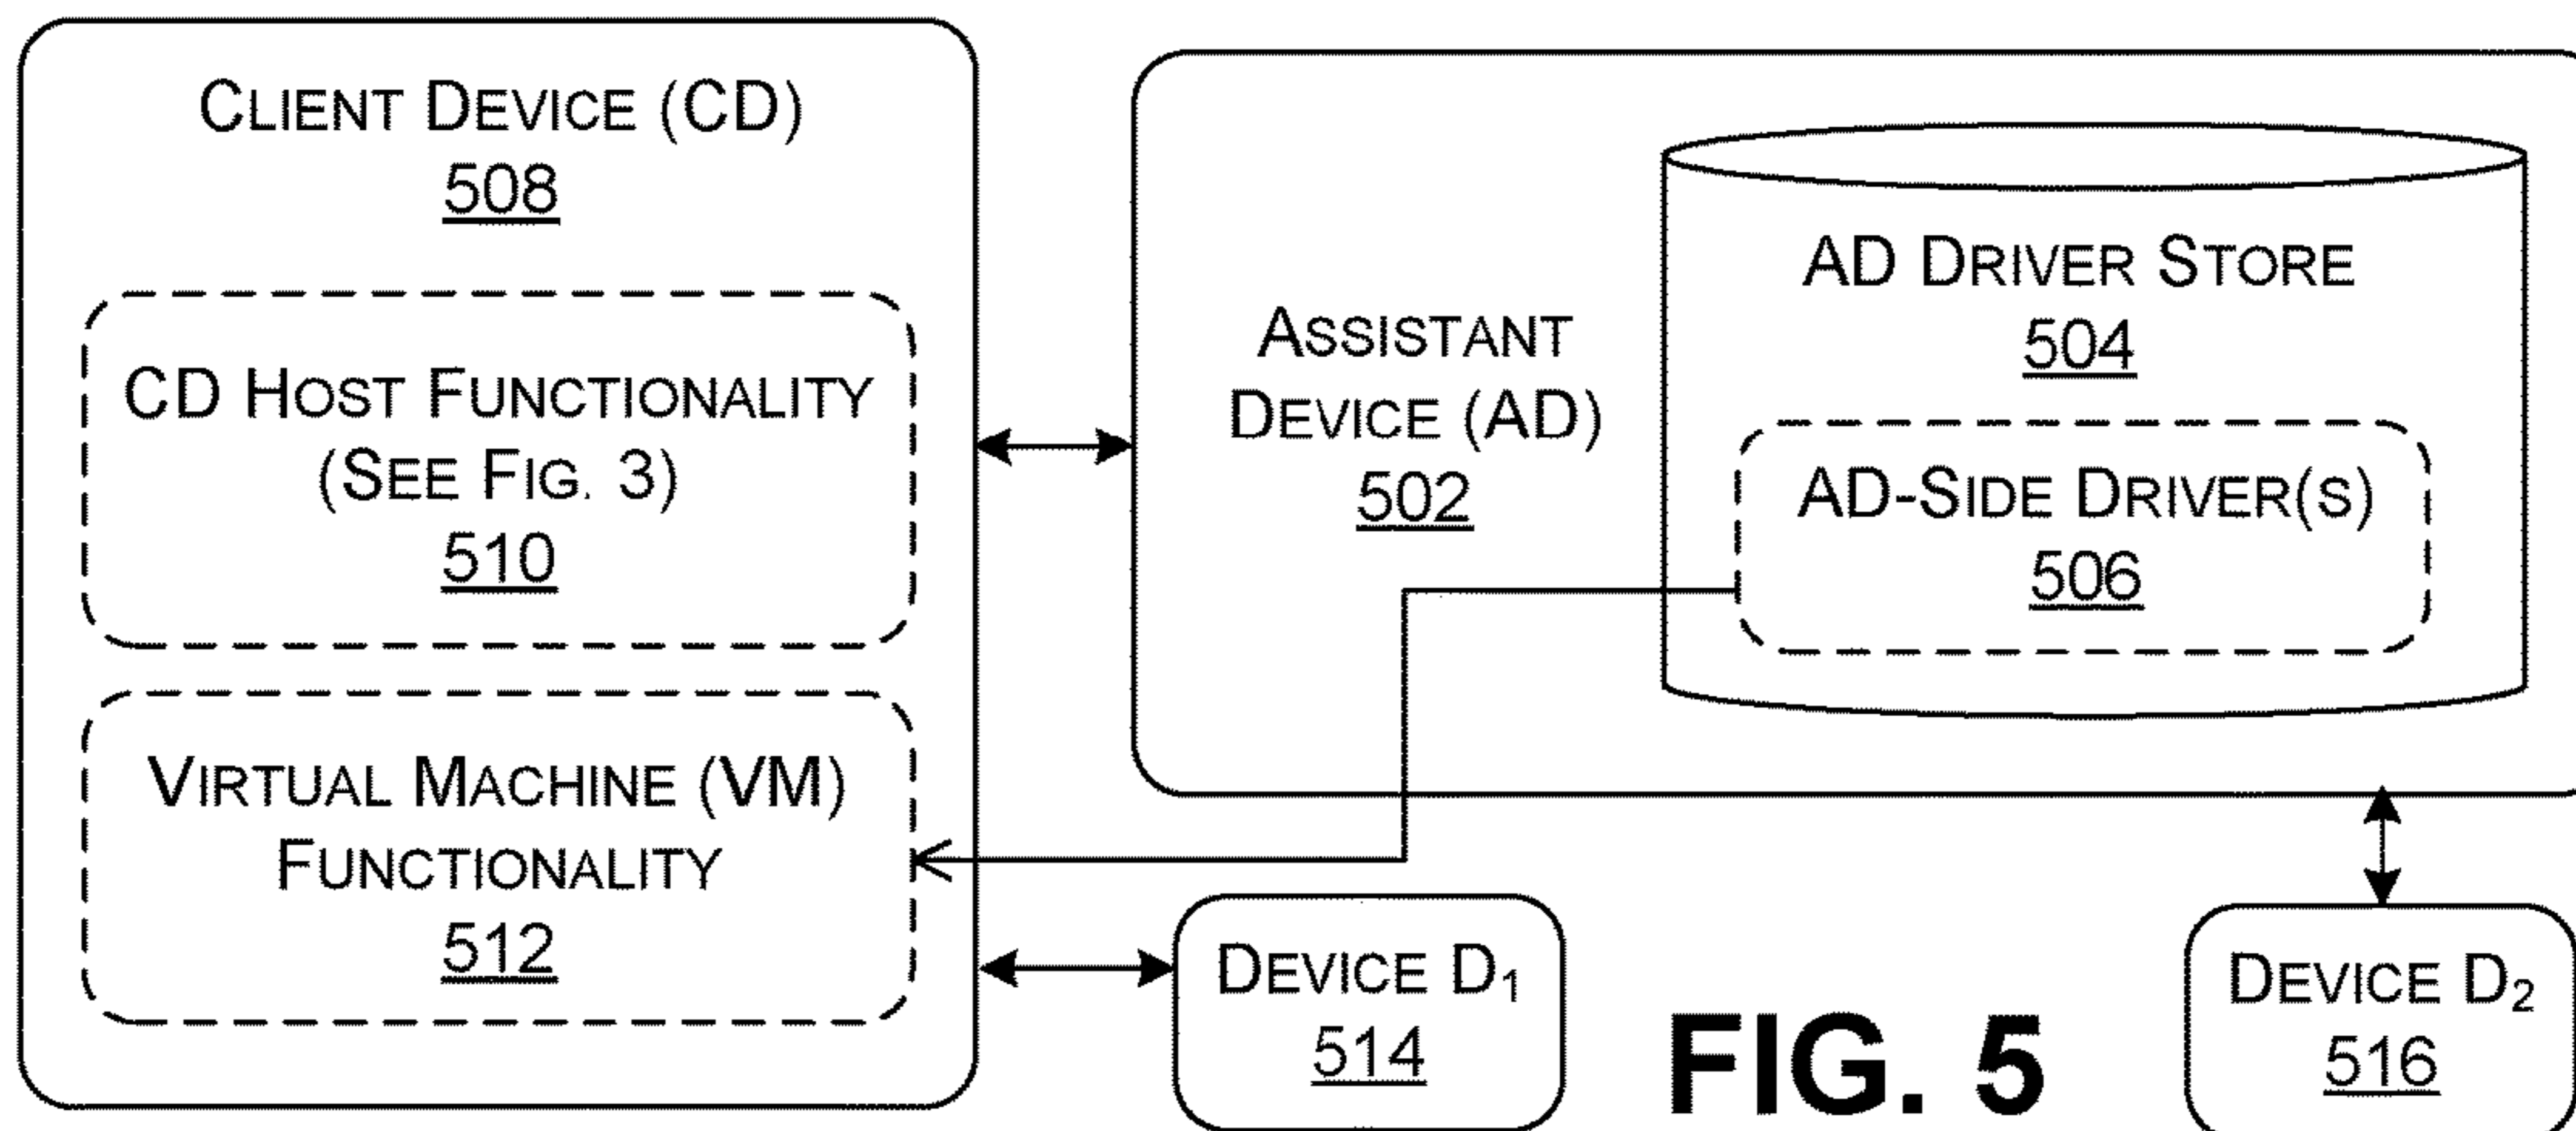 CLIENT DEVICE (CD)
508
CD HOST FUNCTIONALITY
(SEE FIG. 3)
510
VIRTUAL MACHINE (VM)
FUNCTIONALITY
512
ASSISTANT
DEVICE (AD)
502
AD DRIVER STORE
504
AD-SIDE DRIVER(S)
506
DEVICE D₁
514
DEVICE D₂
516
FIG. 5